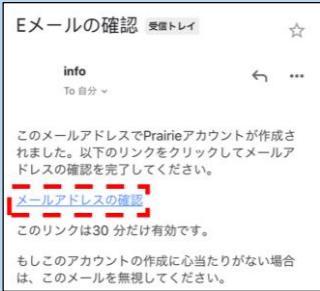 Eメールの確認 受信トレイ
info
To 自分
このメールアドレスでPrairieアカウントが作成さ
れました。以下のリンクをクリックしてメールア
ドレスの確認を完了してください。
メールアドレスの確認
このリンクは30 分だけ有効です。
もしこのアカウントの作成に心当たりがない場合
は、このメールを無視してください。